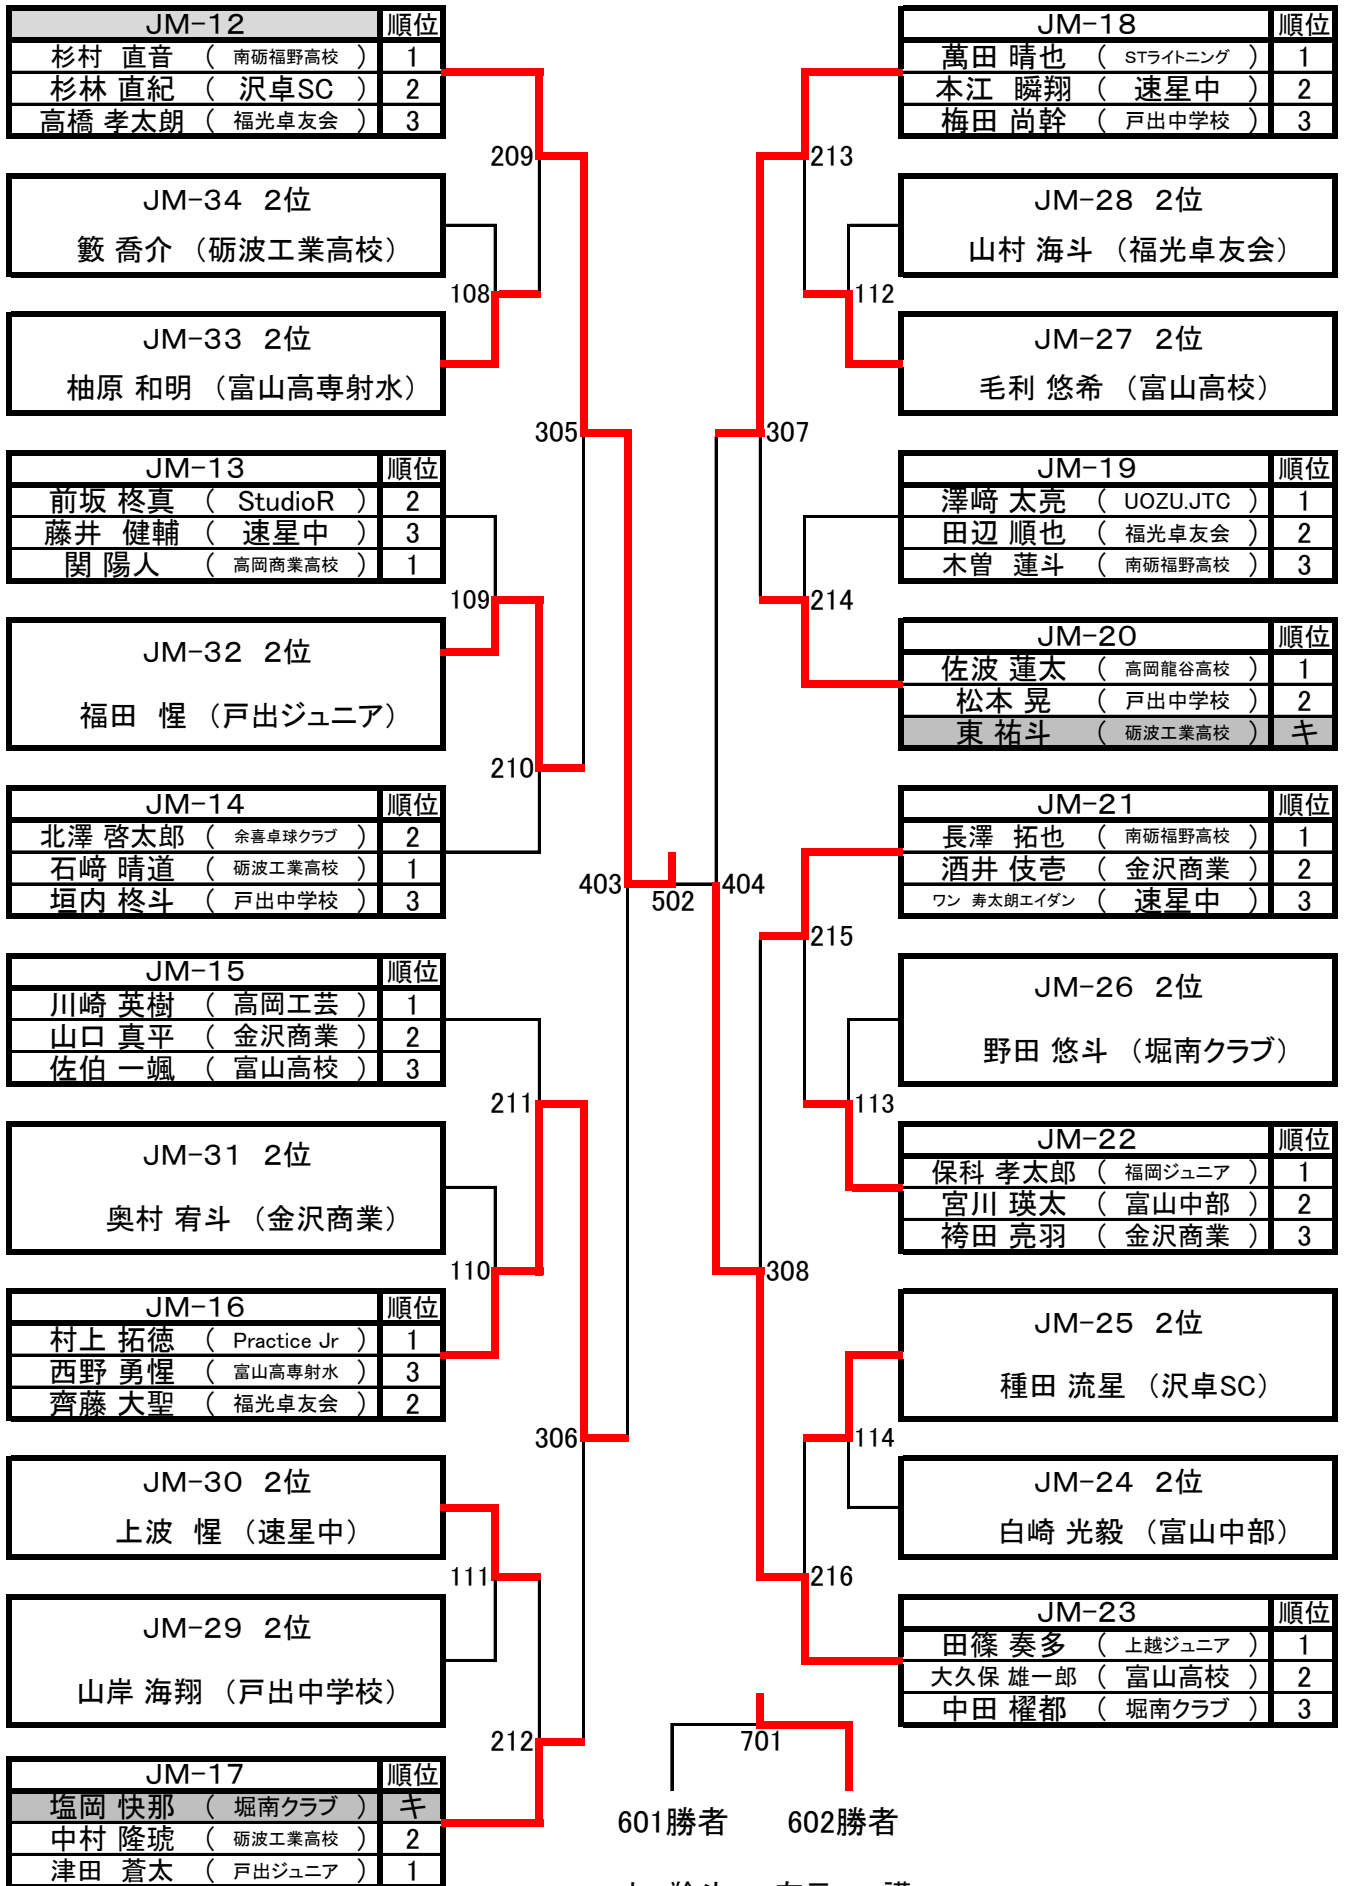 JM-12 順位
杉村 直音 ( 南砺福野高校 ) 1
杉林 直紀 ( 沢卓SC ) 2
高橋 孝太朗 ( 福光卓友会 ) 3
209
JM-34 2位
籔 喬介 (砺波工業高校)
108
JM-33 2位
柚原 和明 (富山高専射水)
305
JM-13 順位
前坂 柊真 ( StudioR ) 2
藤井 健輔 ( 速星中 ) 3
関 陽人 ( 高岡商業高校 ) 1
109
JM-32 2位
福田 惺 (戸出ジュニア)
210
JM-14 順位
北澤 啓太郎 ( 余喜卓球クラブ ) 2
石﨑 晴道 ( 砺波工業高校 ) 1
垣内 柊斗 ( 戸出中学校 ) 3
403
502
404
JM-15 順位
川崎 英樹 ( 高岡工芸 ) 1
山口 真平 ( 金沢商業 ) 2
佐伯 一颯 ( 富山高校 ) 3
211
JM-31 2位
奥村 宥斗 (金沢商業)
110
JM-16 順位
村上 拓徳 ( Practice Jr ) 1
西野 勇惺 ( 富山高専射水 ) 3
齊藤 大聖 ( 福光卓友会 ) 2
306
JM-30 2位
上波 惺 (速星中)
111
JM-29 2位
山岸 海翔 (戸出中学校)
212
JM-17 順位
塩岡 快那 ( 堀南クラブ ) キ
中村 隆琥 ( 砺波工業高校 ) 2
津田 蒼太 ( 戸出ジュニア ) 1
JM-18 順位
萬田 晴也 ( STライトニング ) 1
本江 瞬翔 ( 速星中 ) 2
梅田 尚幹 ( 戸出中学校 ) 3
213
JM-28 2位
山村 海斗 (福光卓友会)
112
JM-27 2位
毛利 悠希 (富山高校)
307
JM-19 順位
澤﨑 太亮 ( UOZU.JTC ) 1
田辺 順也 ( 福光卓友会 ) 2
木曽 蓮斗 ( 南砺福野高校 ) 3
214
JM-20 順位
佐波 蓮太 ( 高岡龍谷高校 ) 1
松本 晃 ( 戸出中学校 ) 2
東 祐斗 ( 砺波工業高校 ) キ
JM-21 順位
長澤 拓也 ( 南砺福野高校 ) 1
酒井 伎壱 ( 金沢商業 ) 2
ワン 寿太朗エイダン ( 速星中 ) 3
215
JM-26 2位
野田 悠斗 (堀南クラブ)
113
JM-22 順位
保科 孝太郎 ( 福岡ジュニア ) 1
宮川 瑛太 ( 富山中部 ) 2
袴田 亮羽 ( 金沢商業 ) 3
308
JM-25 2位
種田 流星 (沢卓SC)
114
JM-24 2位
白崎 光毅 (富山中部)
216
JM-23 順位
田篠 奏多 ( 上越ジュニア ) 1
大久保 雄一郎 ( 富山高校 ) 2
中田 櫂都 ( 堀南クラブ ) 3
701
601勝者 602勝者